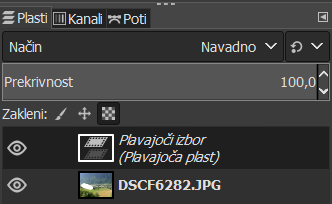 Plasti Kanali Poti
Način Navadno
Prekrivnost 100,0
Zakleni:
Plavajoči izbor
(Plavajoča plast)
DSCF6282.JPG